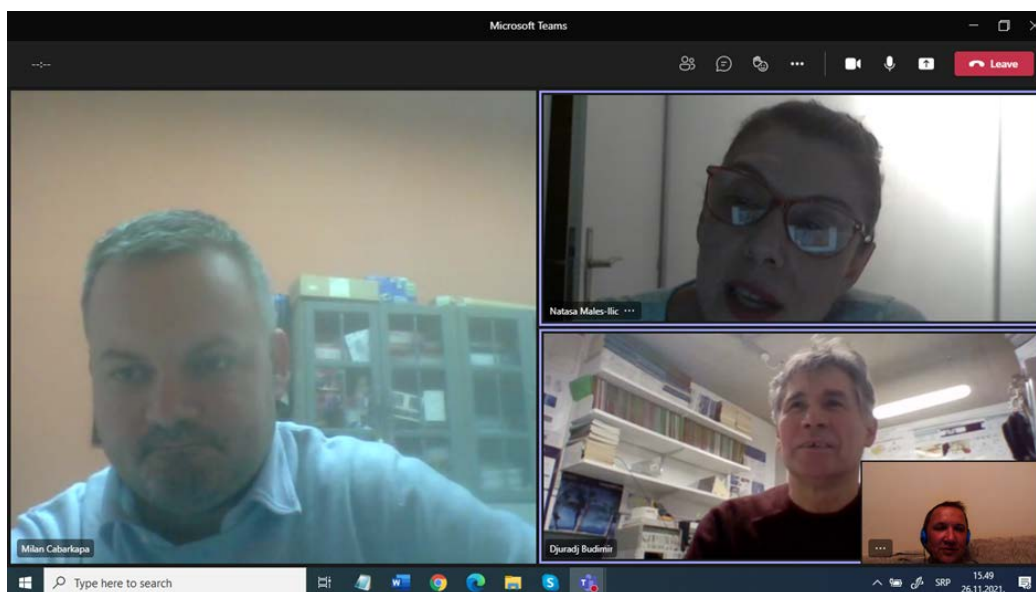 Microsoft Teams
--:--
Leave
Natasa Males-Ilic ...
Milan Cabarkapa
Djuradj Budimir
...
Type here to search
SRP
15.49
26.11.2021.